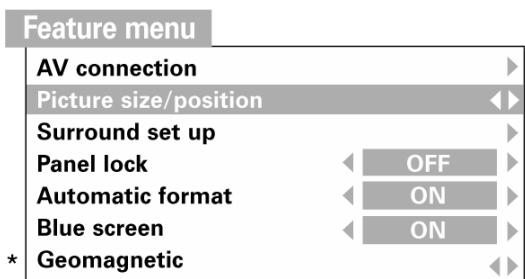 Feature menu
AV connection
Picture size/position
Surround set up
Panel lock OFF
Automatic format ON
Blue screen ON
* Geomagnetic